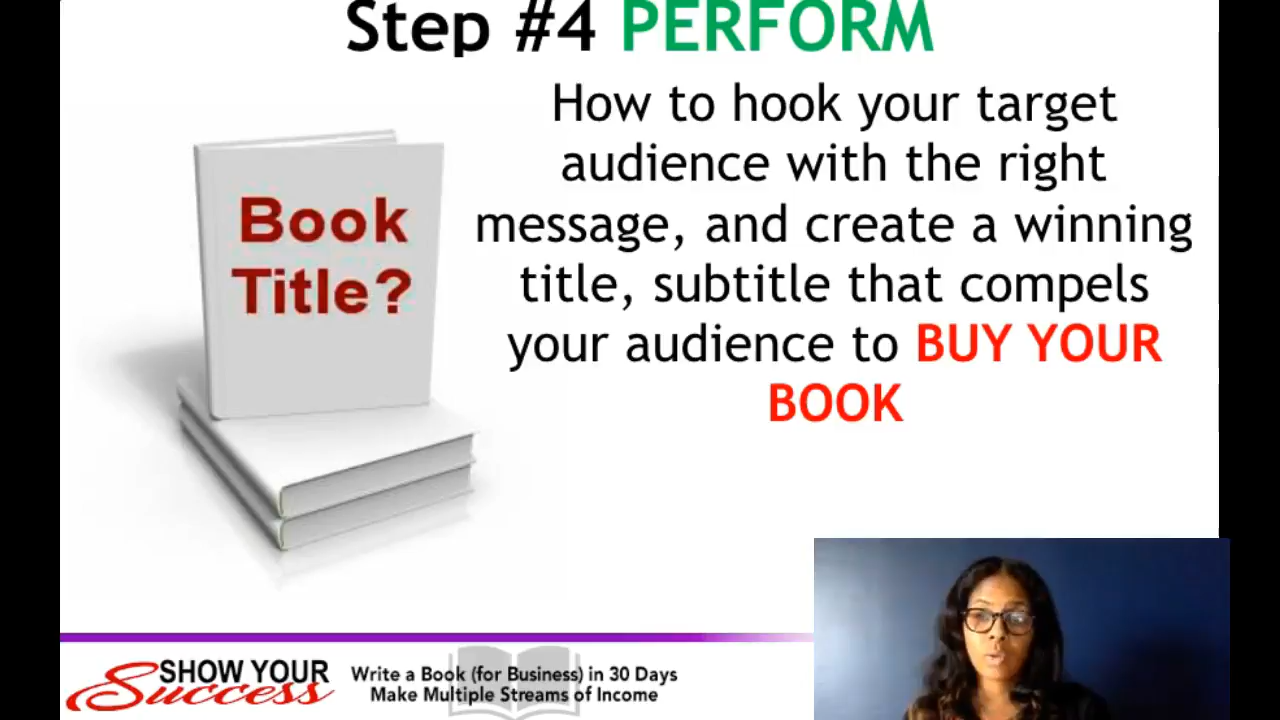 Step #4 PERFORM
How to hook your target
audience with the right
message, and create a winning
title, subtitle that compels
your audience to BUY YOUR
BOOK
Book
Title?
SHOW YOUR
Success
Write a Book (for Business) in 30 Days
Make Multiple Streams of Income